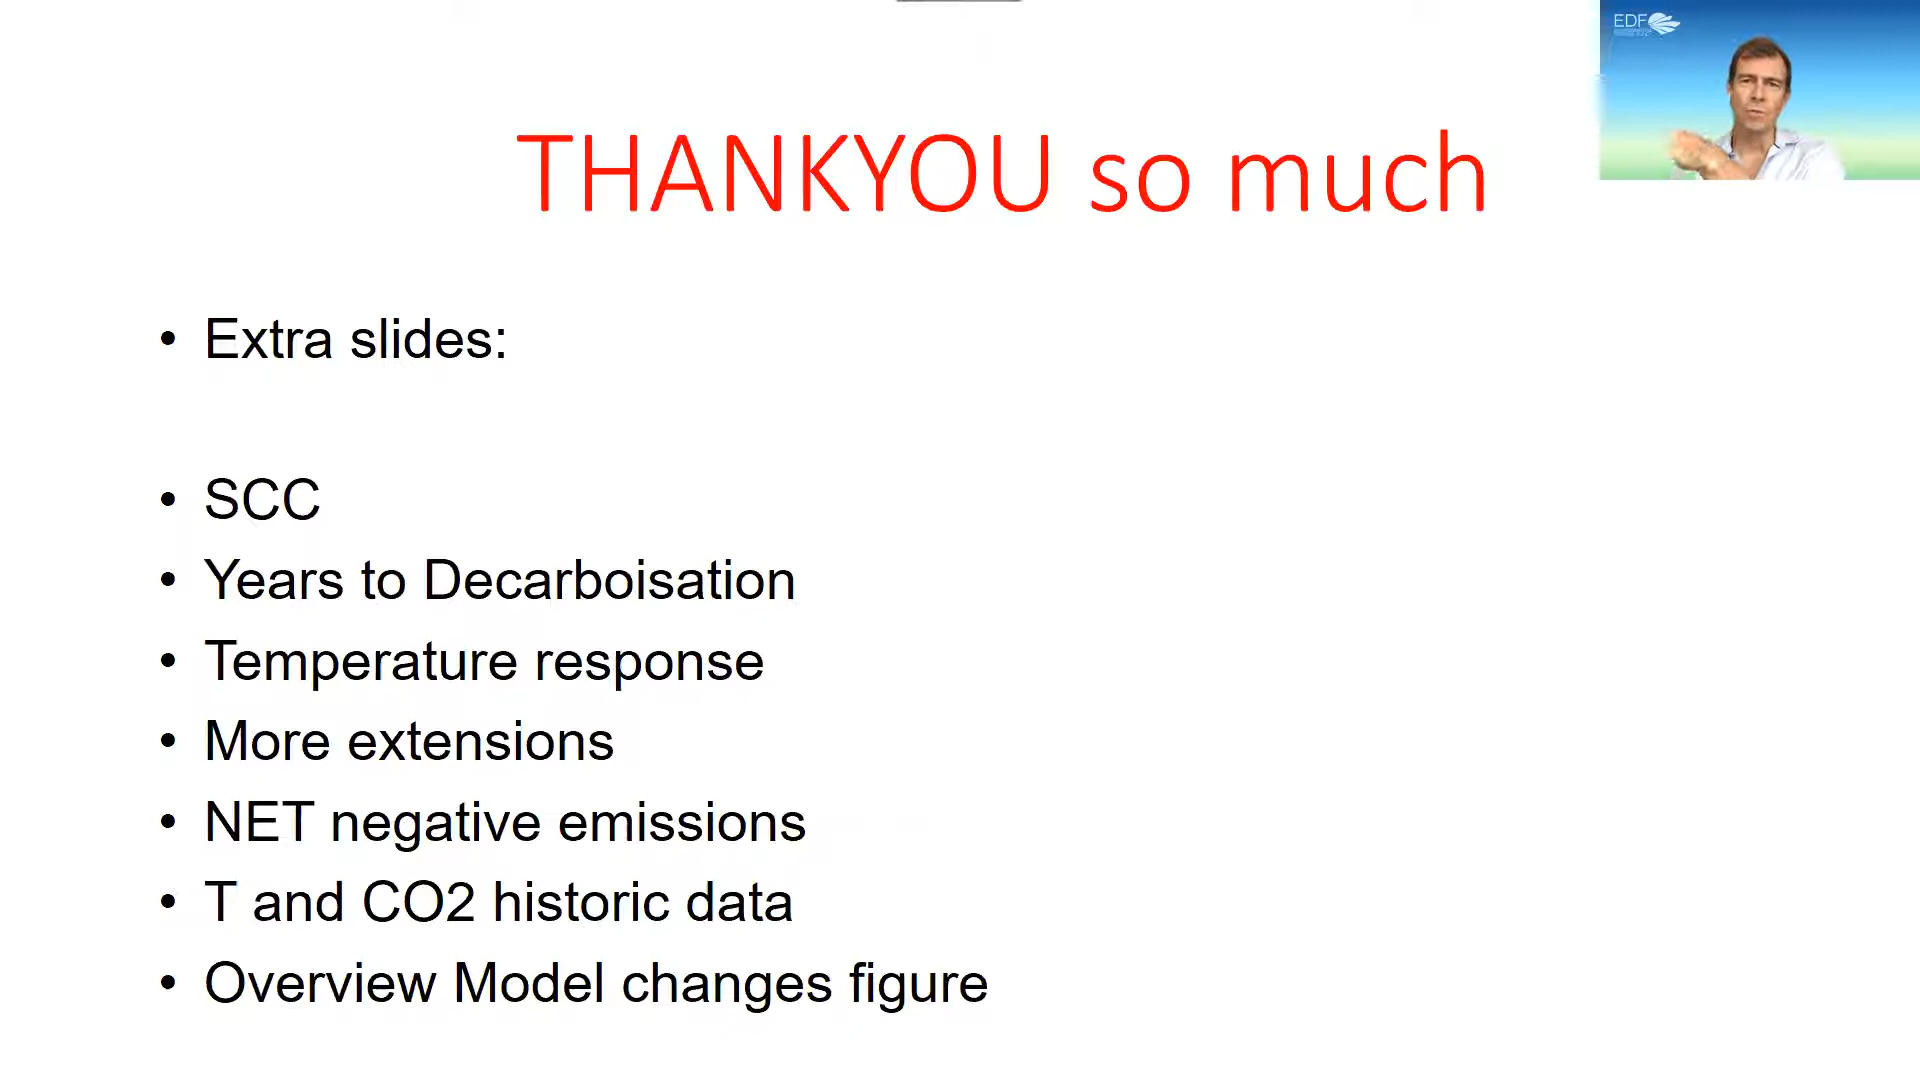 EDF
THANKYOU so much
• Extra slides:
• SCC
• Years to Decarboisation
• Temperature response
• More extensions
• NET negative emissions
• T and CO2 historic data
• Overview Model changes figure